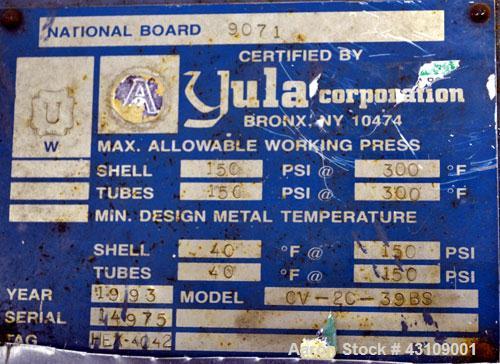 NATIONAL BOARD 9071
CERTIFIED BY
U
W
A
Yula corporation
BRONX, NY 10474
MAX. ALLOWABLE WORKING PRESS
SHELL 150 PSI @ 300 °F
TUBES 150 PSI @ 300 °F
MIN. DESIGN METAL TEMPERATURE
SHELL 40 °F @ 150 PSI
TUBES 40 °F @ 150 PSI
YEAR 1993 MODEL CV-2C-39BS
SERIAL 14975
TAG HEX-4042
Aaron Stock # 43109001